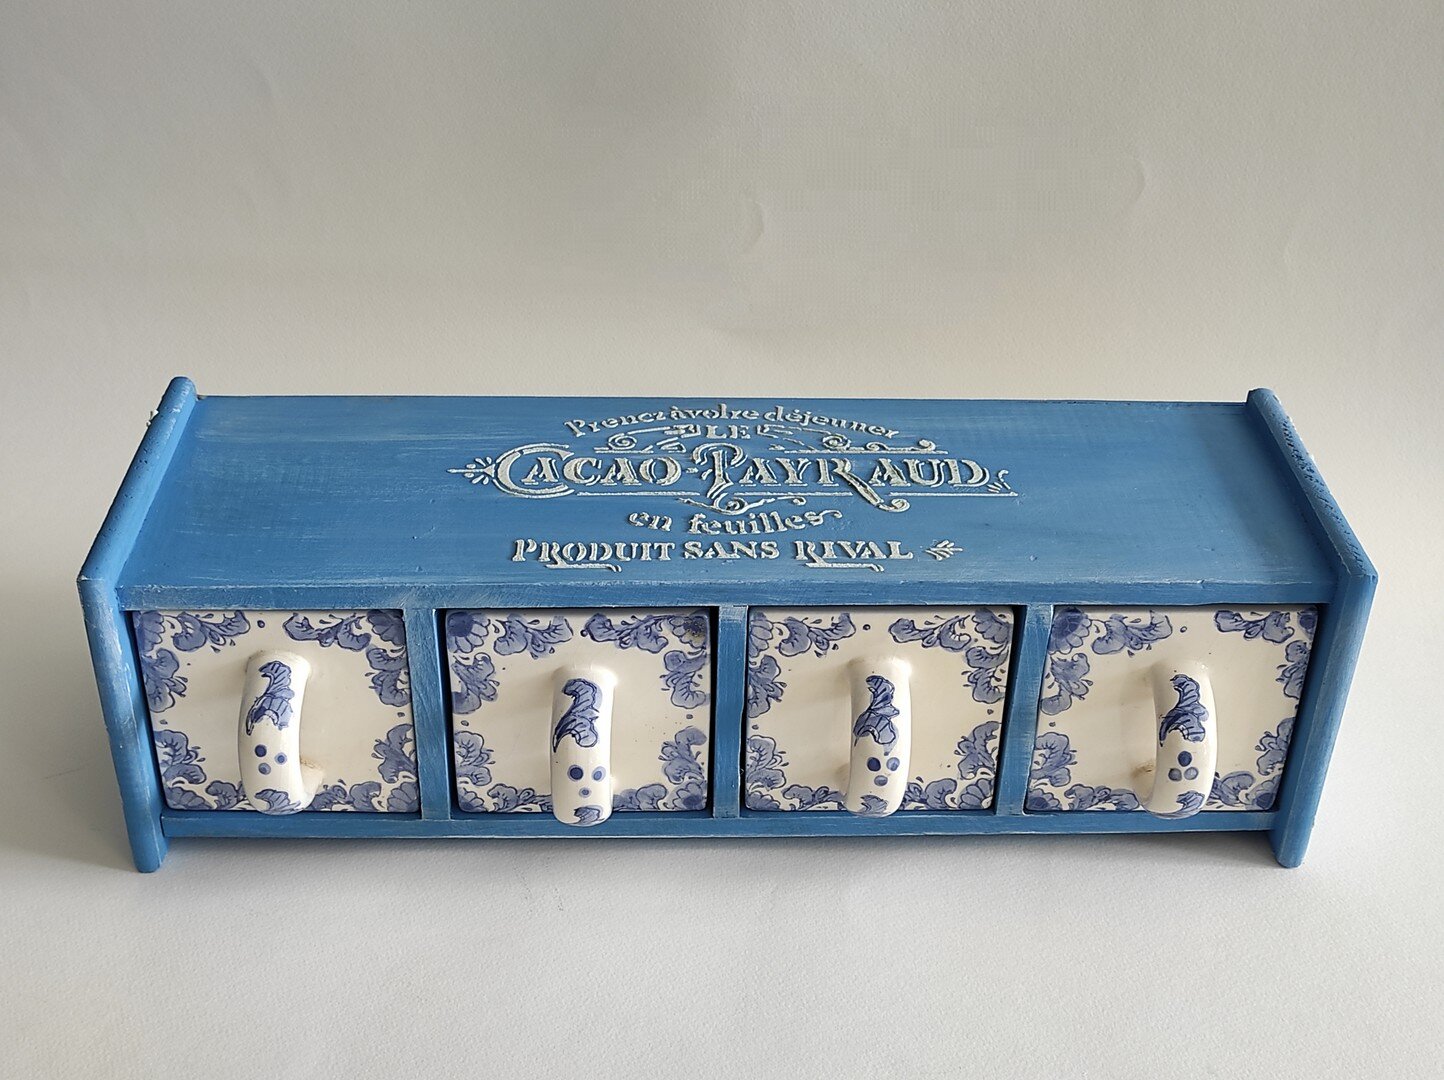 Prenez à votre déjeuner
LE
CACAO PAYRAUD
en feuilles
PRODUIT SANS RIVAL